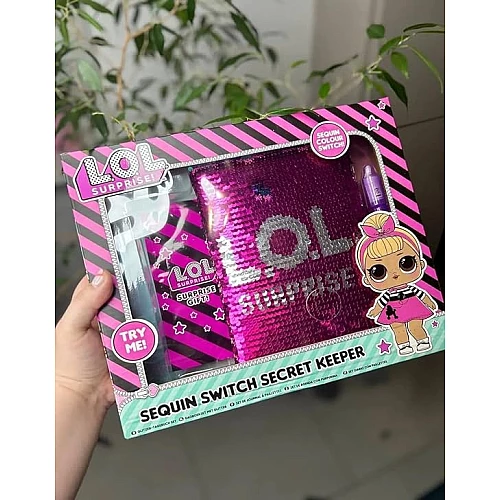 L.O.L
SURPRISE!
SEQUIN
COLOUR
SWITCH!
L.O.L
SURPRISE!
SURPRISE
GIFT!
L.O.L
SURPRISE
TRY
ME!
SEQUIN SWITCH SECRET KEEPER